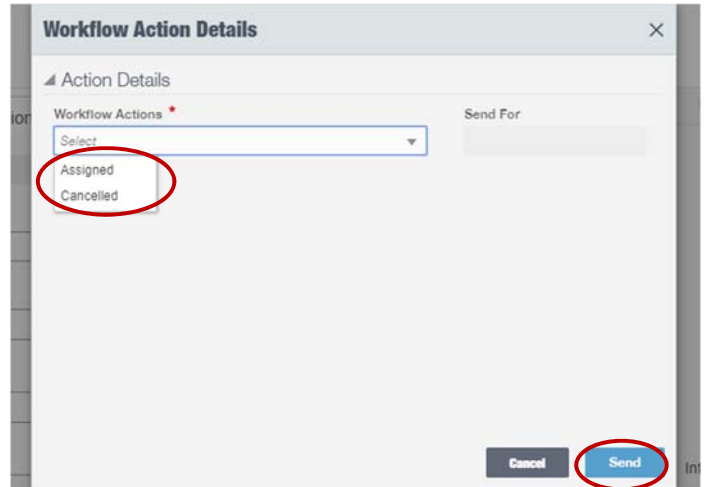 Workflow Action Details
Action Details
Workflow Actions *
Send For
Select
Assigned
Cancelled
Cancel
Send